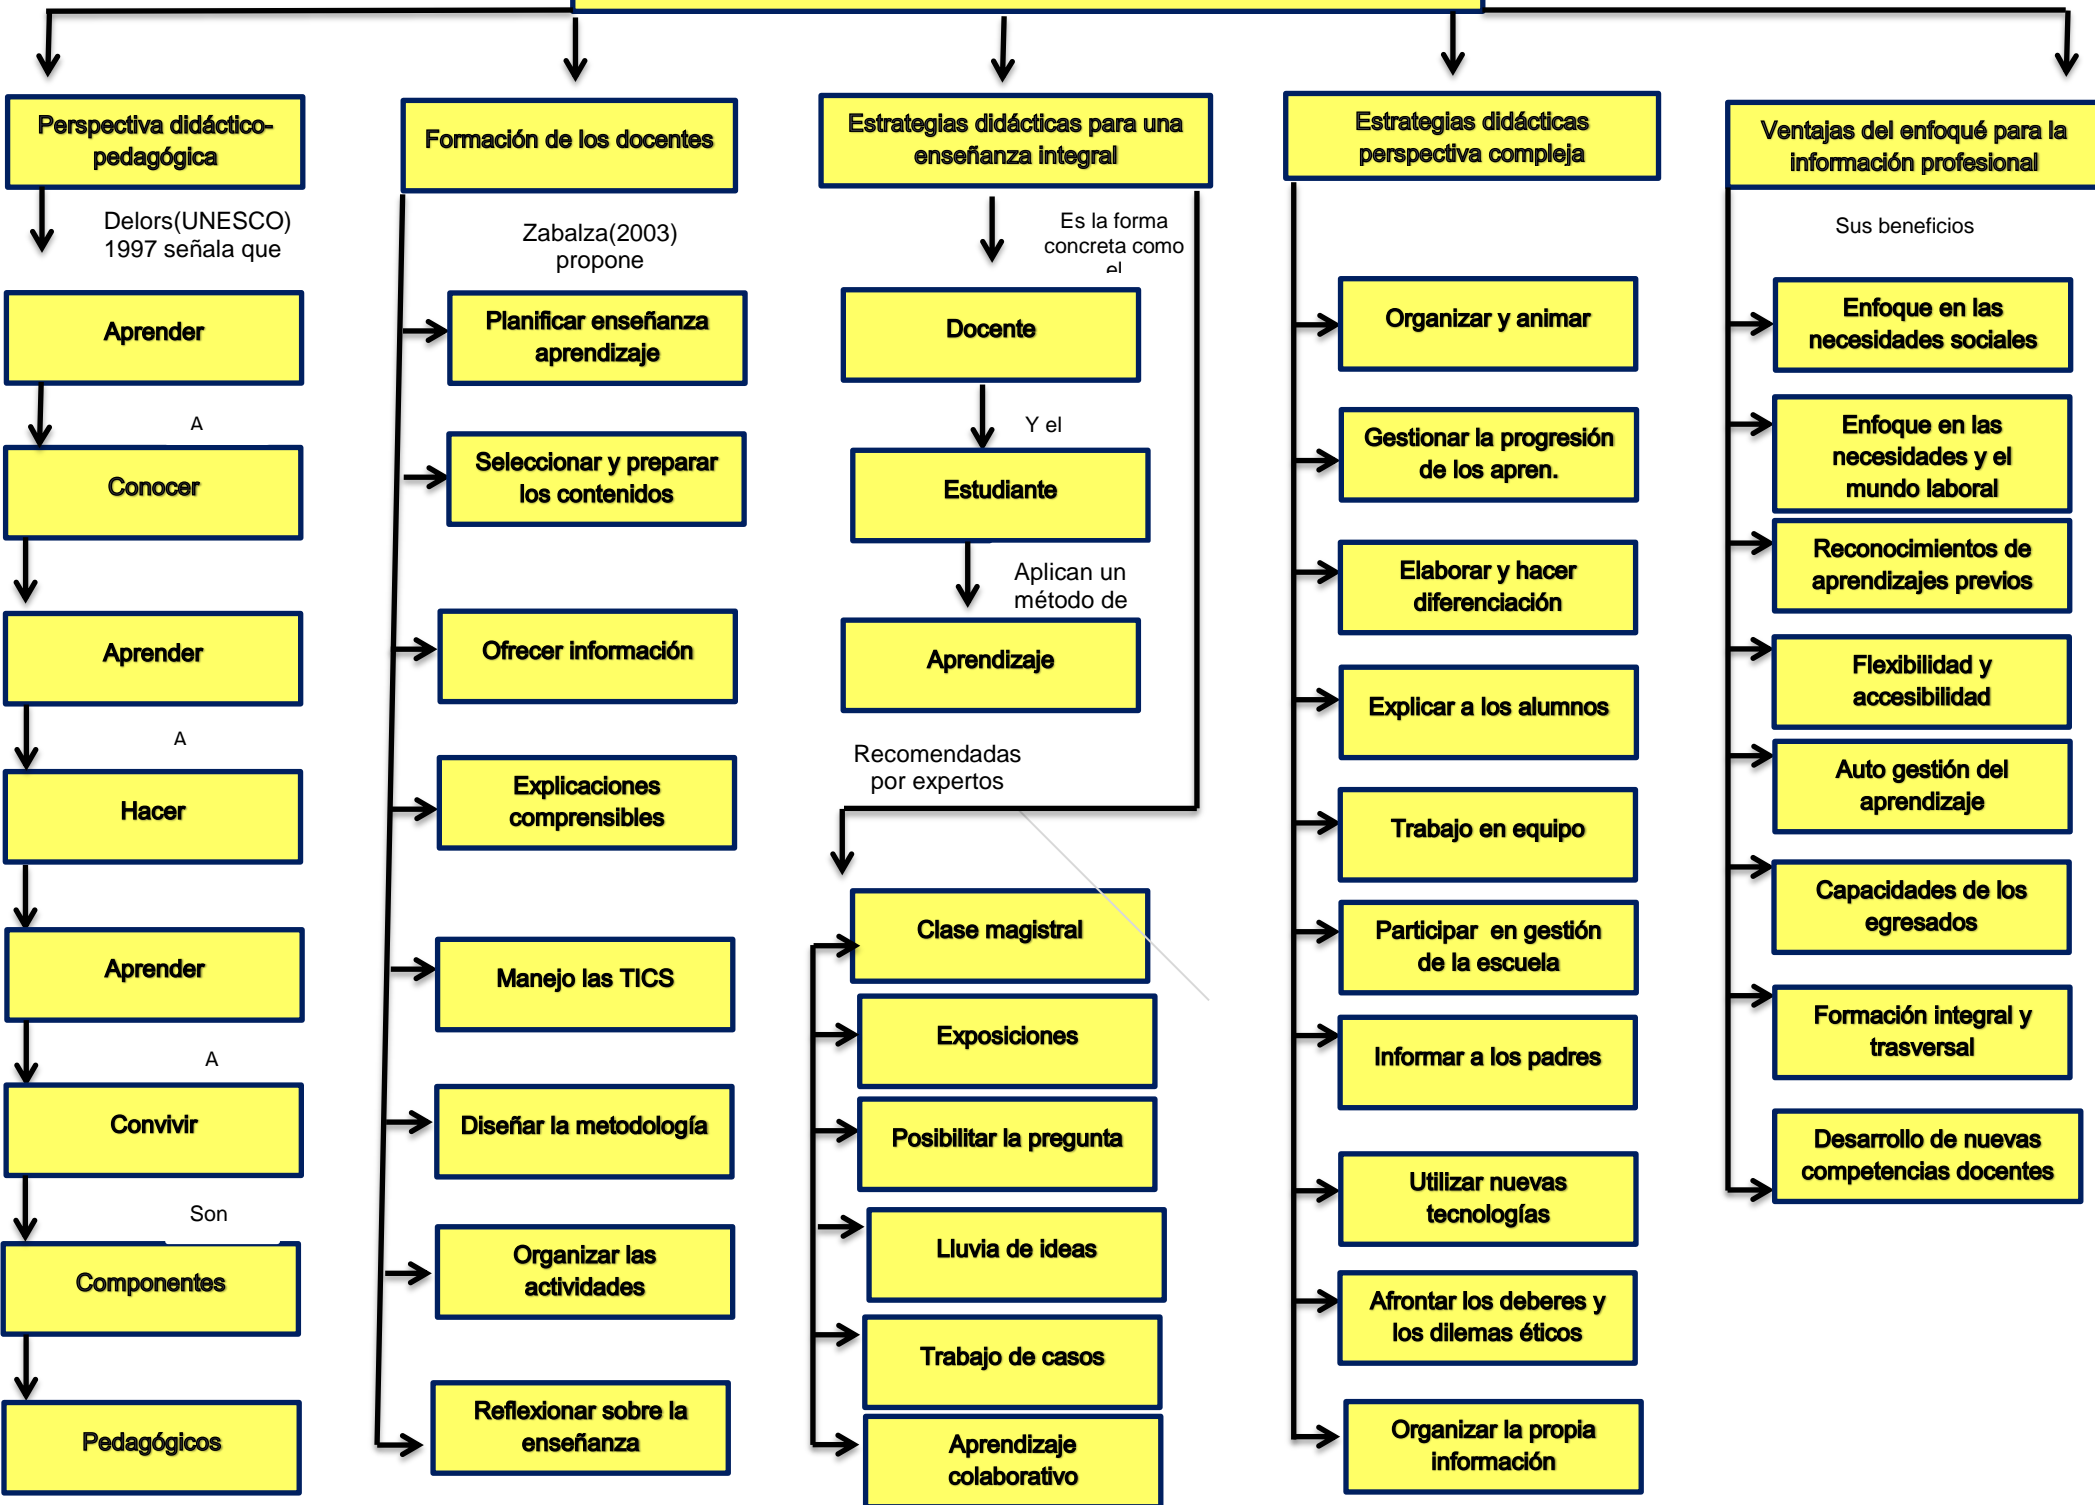 Perspectiva didáctico-
pedagógica
Delors(UNESCO)
1997 señala que
Aprender
A
Conocer
Aprender
A
Hacer
Aprender
A
Convivir
Son
Componentes
Pedagógicos
Formación de los docentes
Zabalza(2003)
propone
Planificar enseñanza
aprendizaje
Seleccionar y preparar
los contenidos
Ofrecer información
Explicaciones
comprensibles
Manejo las TICS
Diseñar la metodología
Organizar las
actividades
Reflexionar sobre la
enseñanza
Estrategias didácticas para una
enseñanza integral
Es la forma
concreta como
el
Docente
Y el
Estudiante
Aplican un
método de
Aprendizaje
Recomendadas
por expertos
Clase magistral
Exposiciones
Posibilitar la pregunta
Lluvia de ideas
Trabajo de casos
Aprendizaje
colaborativo
Estrategias didácticas
perspectiva compleja
Organizar y animar
Gestionar la progresión
de los apren.
Elaborar y hacer
diferenciación
Explicar a los alumnos
Trabajo en equipo
Participar en gestión
de la escuela
Informar a los padres
Utilizar nuevas
tecnologías
Afrontar los deberes y
los dilemas éticos
Organizar la propia
información
Ventajas del enfoqué para la
información profesional
Sus beneficios
Enfoque en las
necesidades sociales
Enfoque en las
necesidades y el
mundo laboral
Reconocimientos de
aprendizajes previos
Flexibilidad y
accesibilidad
Auto gestión del
aprendizaje
Capacidades de los
egresados
Formación integral y
trasversal
Desarrollo de nuevas
competencias docentes